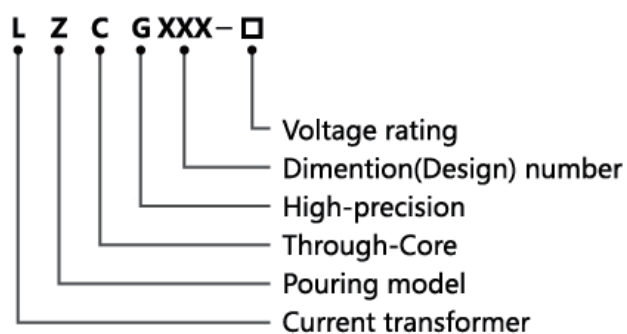 L Z C G XXX-□
Voltage rating
Dimention(Design) number
High-precision
Through-Core
Pouring model
Current transformer